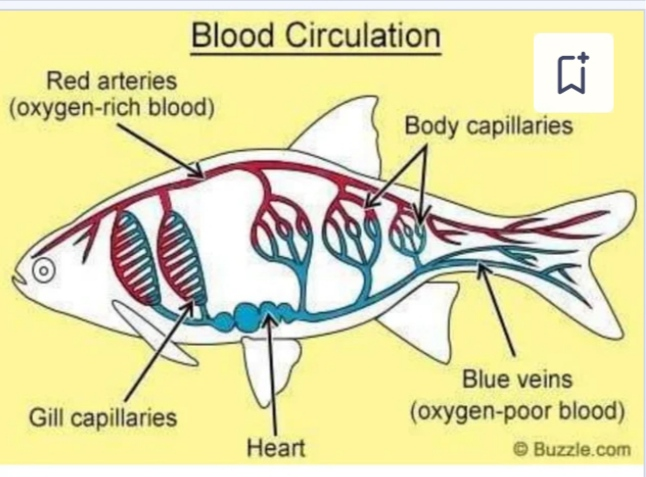 Blood Circulation
Red arteries
(oxygen-rich blood)
Body capillaries
Gill capillaries
Heart
Blue veins
(oxygen-poor blood)
© Buzzle.com